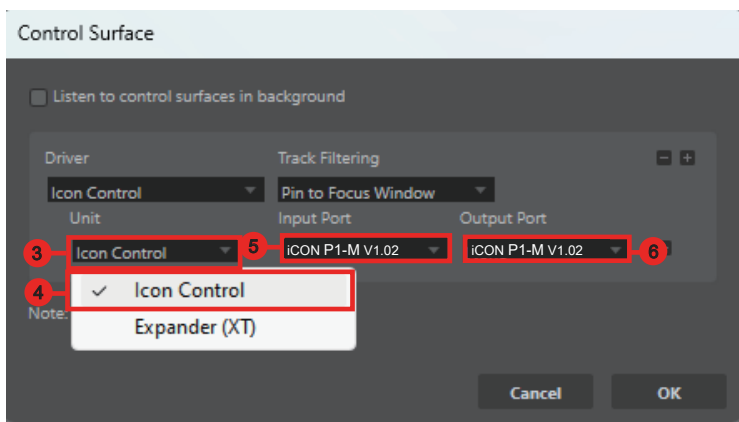 Control Surface
Listen to control surfaces in background
Driver Track Filtering
Icon Control Pin to Focus Window
Unit Input Port Output Port
3 Icon Control 5 iCON P1-M V1.02 iCON P1-M V1.02 6
4 ✓ Icon Control
Note:
Expander (XT)
Cancel OK